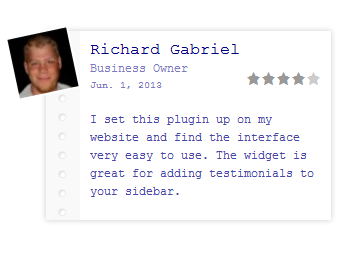 Richard Gabriel
Business Owner
Jun. 1, 2013
I set this plugin up on my
website and find the interface
very easy to use. The widget is
great for adding testimonials to
your sidebar.